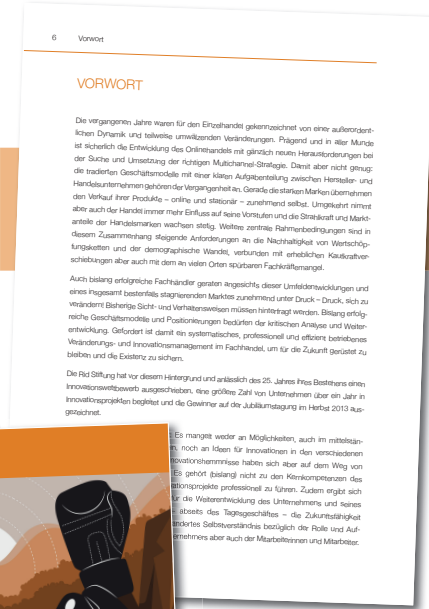 6 Vorwort
VORWORT
Die vergangenen Jahre waren für den Einzelhandel gekennzeichnet von einer außerordent-
lichen Dynamik und teilweise umwälzenden Veränderungen. Prägend und in aller Munde
ist sicherlich die Entwicklung des Onlinehandels mit gänzlich neuen Herausforderungen bei
der Suche und Umsetzung der richtigen Multichannel-Strategie. Damit aber nicht genug:
die tradierten Geschäftsmodelle mit einer klaren Aufgabenteilung zwischen Hersteller- und
Handelsunternehmen gehören der Vergangenheit an. Gerade die starken Marken übernehmen
den Verkauf ihrer Produkte – online und stationär – zunehmend selbst. Umgekehrt nimmt
aber auch der Handel immer mehr Einfluss auf seine Vorstufen und die Strahlkraft und Markt-
anteile der Handelsmarken wachsen stetig. Weitere zentrale Rahmenbedingungen sind in
diesem Zusammenhang steigende Anforderungen an die Nachhaltigkeit von Wertschöp-
fungsketten und der demographische Wandel, verbunden mit erheblichen Kaufkraftver-
schiebungen aber auch mit dem an vielen Orten spürbaren Fachkräftemangel.
Auch bislang erfolgreiche Fachhändler geraten angesichts dieser Umfeldentwicklungen und
eines insgesamt bestenfalls stagnierenden Marktes zunehmend unter Druck – Druck, sich zu
verändern! Bisherige Sicht- und Verhaltensweisen müssen hinterfragt werden. Bislang erfolg-
reiche Geschäftsmodelle und Positionierungen bedürfen der kritischen Analyse und Weiter-
entwicklung. Gefordert ist damit ein systematisches, professionell und effizient betriebenes
Veränderungs- und Innovationsmanagement im Fachhandel, um für die Zukunft gerüstet zu
bleiben und die Existenz zu sichern.
Die Rid Stiftung hat vor diesem Hintergrund und anlässlich des 25. Jahres ihres Bestehens einen
Innovationswettbewerb ausgeschrieben, eine größere Zahl von Unternehmen über ein Jahr in
Innovationsprojekten begleitet und die Gewinner auf der Jubiläumstagung im Herbst 2013 aus-
gezeichnet.
Es mangelt weder an Möglichkeiten, auch im mittelstän-
noch an Ideen für Innovationen in den verschiedenen
novationshemmnisse haben sich aber auf dem Weg von
Es gehört (bislang) nicht zu den Kernkompetenzen des
ationsprojekte professionell zu führen. Zudem ergibt sich
für die Weiterentwicklung des Unternehmens und seines
– abseits des Tagesgeschäftes – die Zukunftsfähigkeit
ändertes Selbstverständnis bezüglich der Rolle und Auf-
ernehmers aber auch der Mitarbeiterinnen und Mitarbeiter.